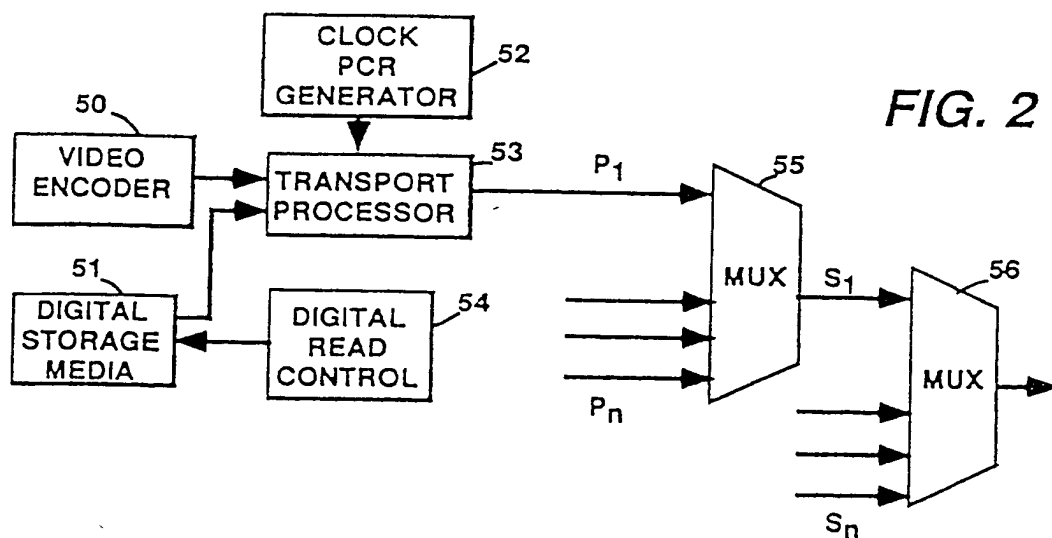 CLOCK
PCR
GENERATOR
52
FIG. 2
50
VIDEO
ENCODER
53
TRANSPORT
PROCESSOR
P1
55
MUX
51
DIGITAL
STORAGE
MEDIA
54
DIGITAL
READ
CONTROL
S1
56
MUX
Pn
Sn